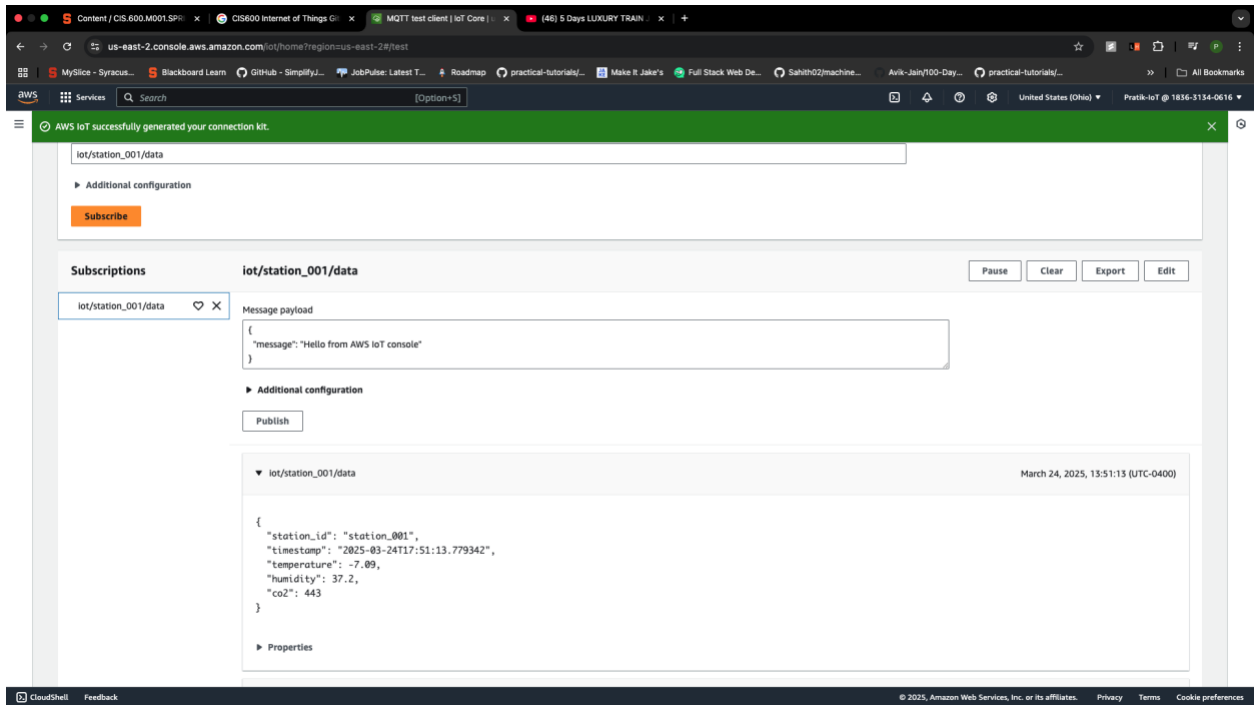 Content / CIS.600.M001.SPRI
CIS600 Internet of Things Gi
MQTT test client | IoT Core | u
(46) 5 Days LUXURY TRAIN J
us-east-2.console.aws.amazon.com/iot/home?region=us-east-2#/test
P
MySlice - Syracus...
Blackboard Learn
GitHub - SimplifyJ...
JobPulse: Latest T...
Roadmap
practical-tutorials/...
Make It Jake's
Full Stack Web De...
Sahith02/machine...
Avik-Jain/100-Day...
practical-tutorials/...
»
All Bookmarks
aws
Services
Search
[Option+S]
United States (Ohio)
Pratik-IoT @ 1836-3134-0616
AWS IoT successfully generated your connection kit.
iot/station_001/data
Additional configuration
Subscribe
Subscriptions
iot/station_001/data
Pause
Clear
Export
Edit
iot/station_001/data
Message payload
{
"message": "Hello from AWS IoT console"
}
Additional configuration
Publish
iot/station_001/data
March 24, 2025, 13:51:13 (UTC-0400)
{
"station_id": "station_001",
"timestamp": "2025-03-24T17:51:13.779342",
"temperature": -7.09,
"humidity": 37.2,
"co2": 443
}
Properties
CloudShell
Feedback
© 2025, Amazon Web Services, Inc. or its affiliates.
Privacy
Terms
Cookie preferences